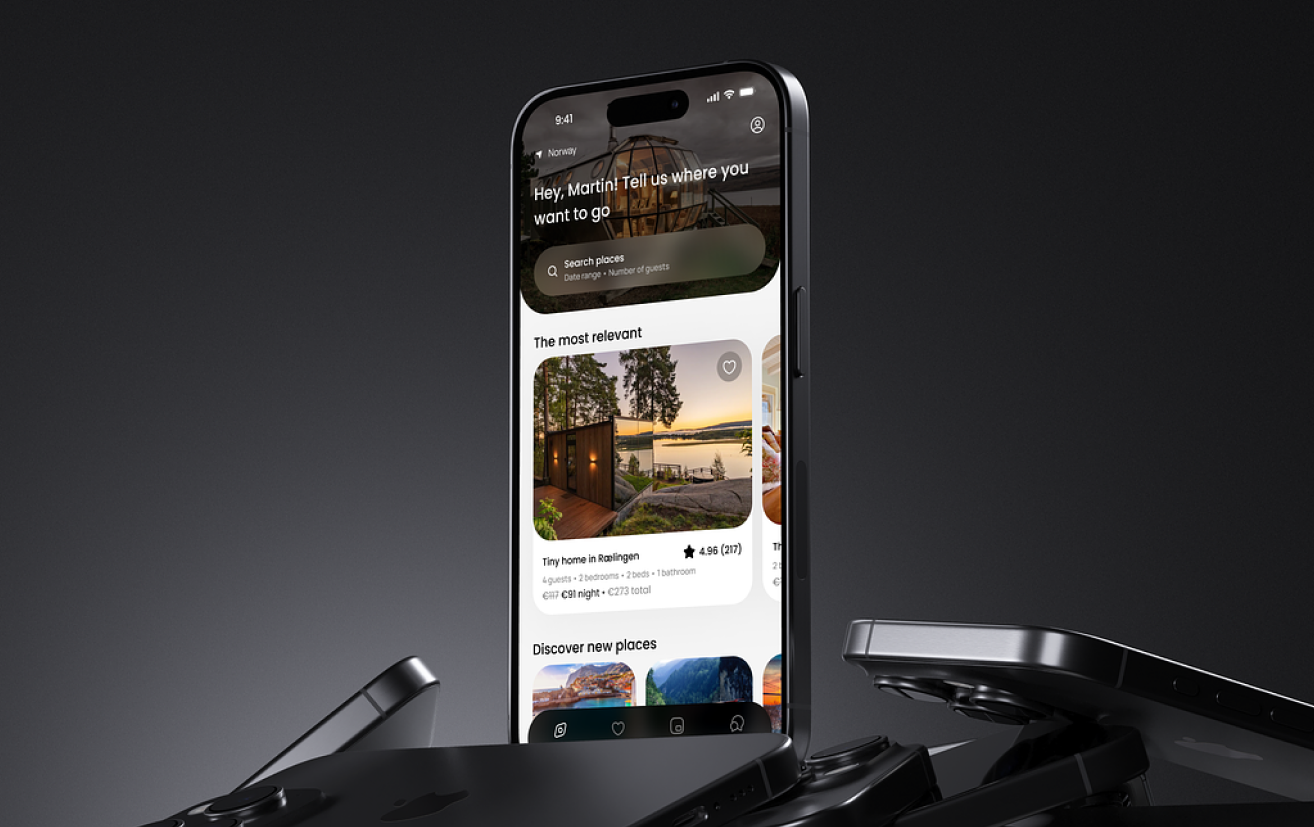 9:41
Norway
Hey, Martin! Tell us where you
want to go
Search places
Date range • Number of guests
The most relevant
Tiny home in Rælingen
4.96 (217)
4 guests • 2 bedrooms • 2 beds • 1 bathroom
€117 €91 night • €273 total
Discover new places